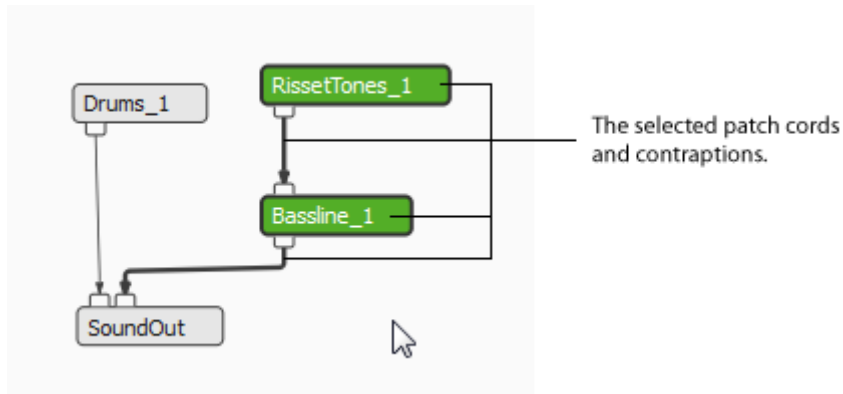 RissetTones_1
Drums_1
The selected patch cords
and contraptions.
Bassline_1
SoundOut